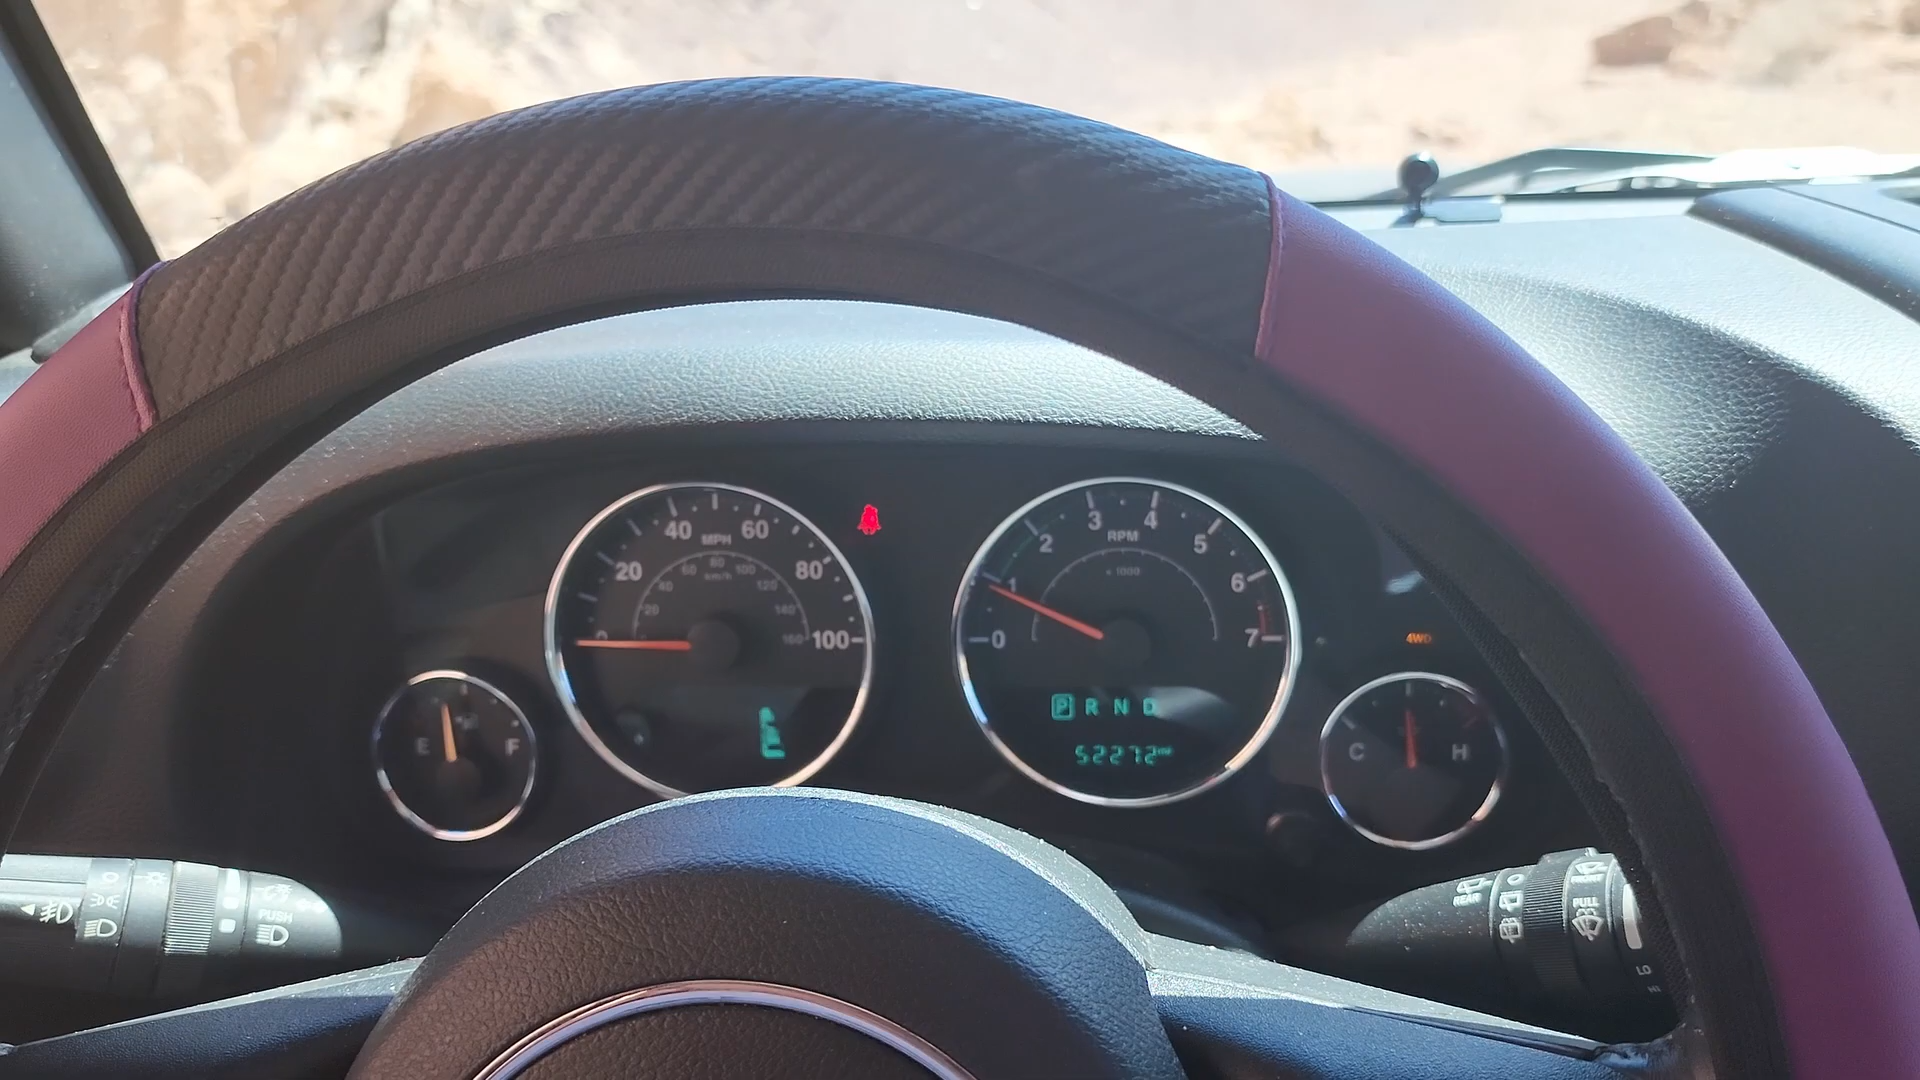 40 60
MPH
20 80
60 80 100
km/h
40 120
20 140
0 160 100
3 4
2 RPM 5
x 1000
1 6
0 7
4WD
P R N D
52272
E F
C H
PUSH
REAR
PULL
LO
HI